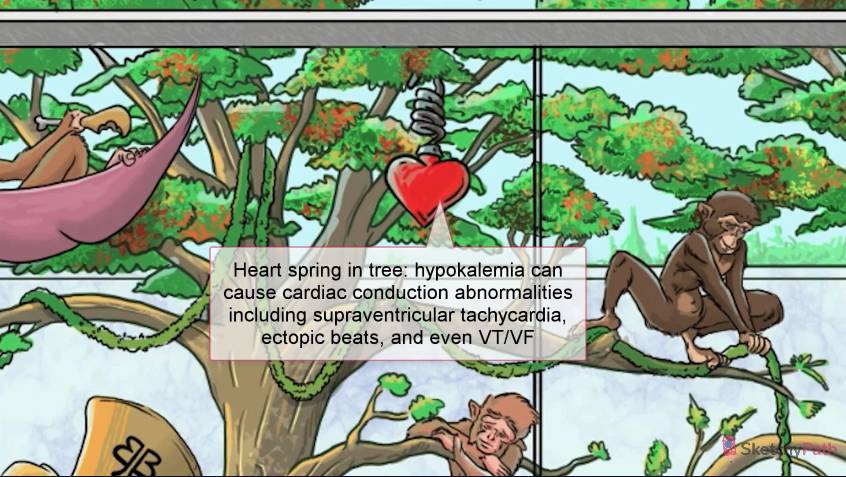 Heart spring in tree: hypokalemia can
cause cardiac conduction abnormalities
including supraventricular tachycardia,
ectopic beats, and even VT/VF
SketchyPath